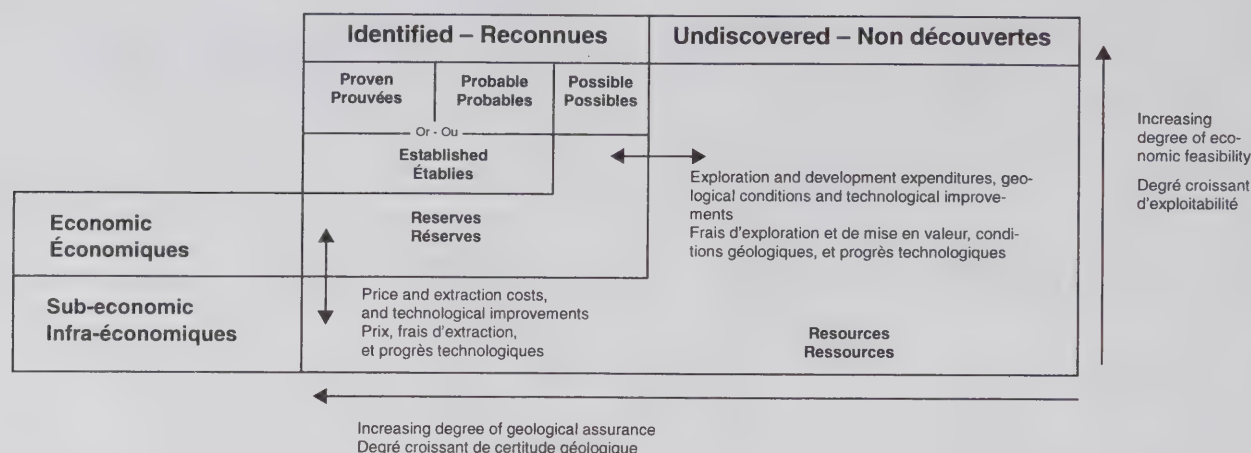 Identified – Reconnues
Undiscovered – Non découvertes
Proven
Prouvées
Probable
Probables
Possible
Possibles
Or - Ou
Established
Établies
Exploration and development expenditures, geo-
logical conditions and technological improve-
ments
Frais d'exploration et de mise en valeur, condi-
tions géologiques, et progrès technologiques
Increasing
degree of eco-
nomic feasibility
Degré croissant
d'exploitabilité
Economic
Économiques
Reserves
Réserves
Sub-economic
Infra-économiques
Price and extraction costs,
and technological improvements
Prix, frais d'extraction,
et progrès technologiques
Resources
Ressources
Increasing degree of geological assurance
Degré croissant de certitude géologique